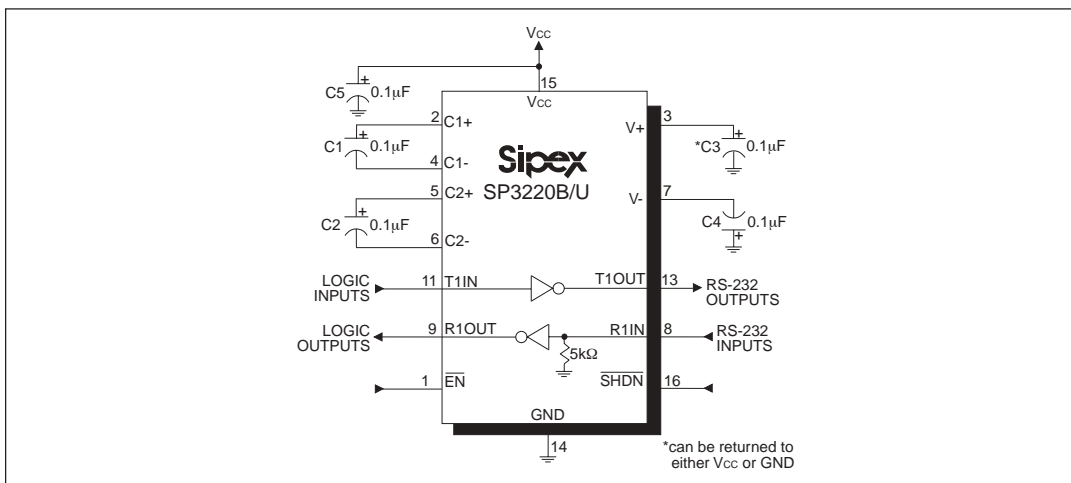 VCC
C5 + 0.1µF
15
VCC
2 C1+
C1 + 0.1µF
4 C1-
5 C2+
C2 + 0.1µF
6 C2-
Sipex
SP3220B/U
V+ 3
*C3 + 0.1µF
V- 7
C4 0.1µF
+
LOGIC
INPUTS
11 T1IN
T1OUT 13
RS-232
OUTPUTS
LOGIC
OUTPUTS
9 R1OUT
R1IN 8
RS-232
INPUTS
5kΩ
1 EN
SHDN 16
GND
14
*can be returned to
either VCC or GND